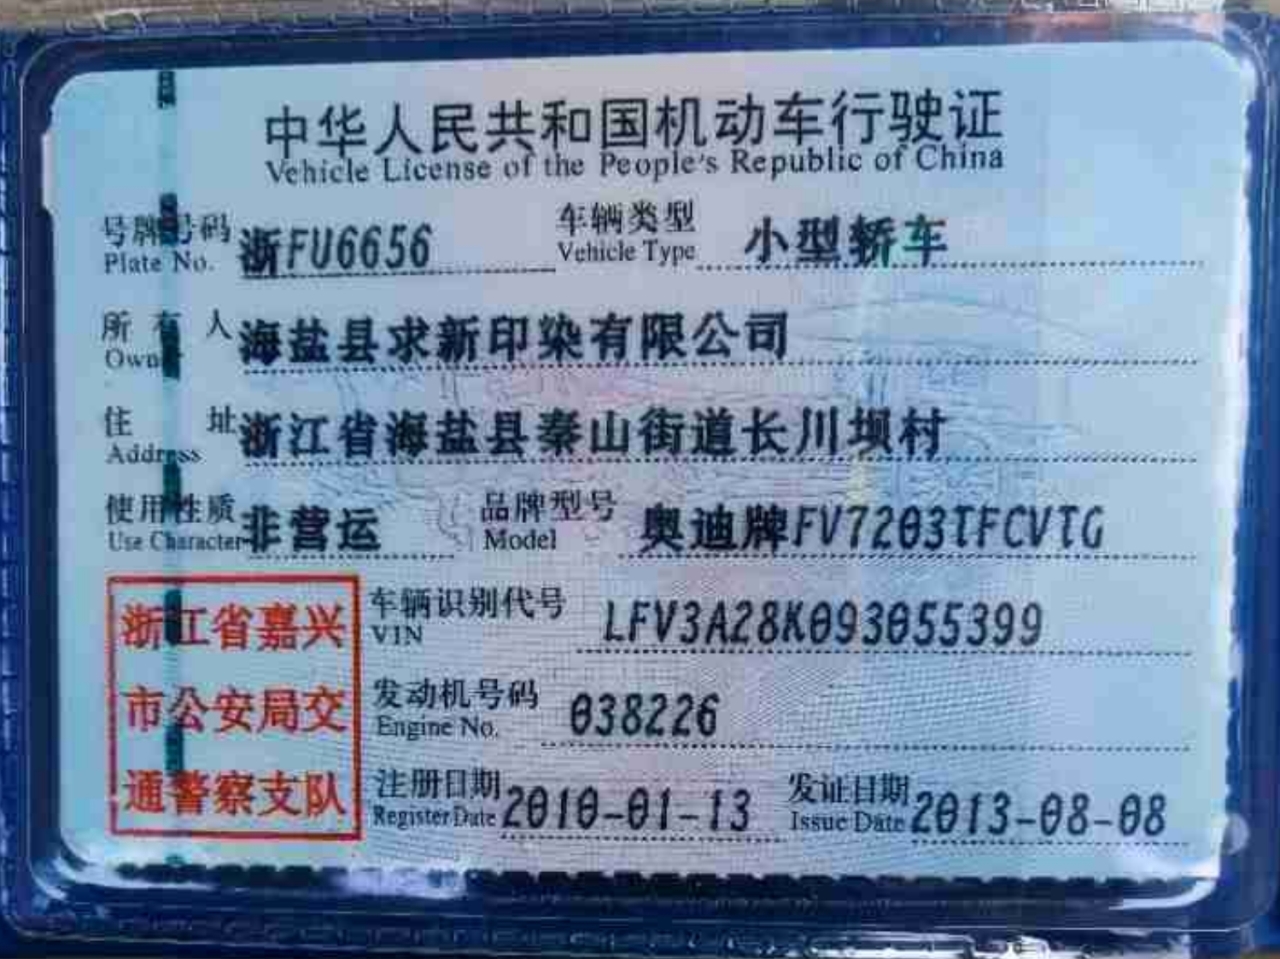 中华人民共和国机动车行驶证
Vehicle License of the People's Republic of China
号牌号码 浙FU6656 车辆类型 小型轿车
Plate No. Vehicle Type
所有人 海盐县求新印染有限公司
Owner
住址 浙江省海盐县秦山街道长川坝村
Address
使用性质 非营运 品牌型号 奥迪牌FV7203TFCVTG
Use Character Model
浙江省嘉兴
市公安局交
通警察支队
车辆识别代号 LFV3A28K093055399
VIN
发动机号码 038226
Engine No.
注册日期 2010-01-13 发证日期 2013-08-08
Register Date Issue Date